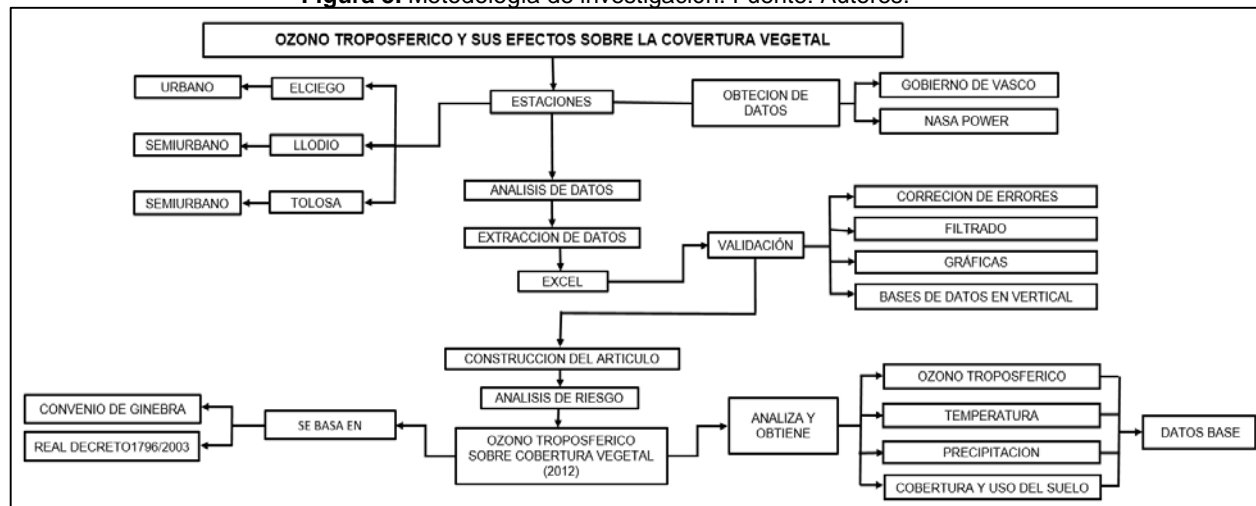 Figura 3. Metodología de investigación. Fuente: Autores.
OZONO TROPOSFERICO Y SUS EFECTOS SOBRE LA COVERTURA VEGETAL
URBANO
ELCIEGO
ESTACIONES
OBTECION DE
DATOS
GOBIERNO DE VASCO
NASA POWER
SEMIURBANO
LLODIO
SEMIURBANO
TOLOSA
ANALISIS DE DATOS
EXTRACCION DE DATOS
EXCEL
VALIDACIÓN
CORRECION DE ERRORES
FILTRADO
GRÁFICAS
BASES DE DATOS EN VERTICAL
CONSTRUCCION DEL ARTICULO
ANALISIS DE RIESGO
OZONO TROPOSFERICO
SOBRE COBERTURA VEGETAL
(2012)
SE BASA EN
CONVENIO DE GINEBRA
REAL DECRETO1796/2003
ANALIZA Y
OBTIENE
OZONO TROPOSFERICO
TEMPERATURA
PRECIPITACION
COBERTURA Y USO DEL SUELO
DATOS BASE